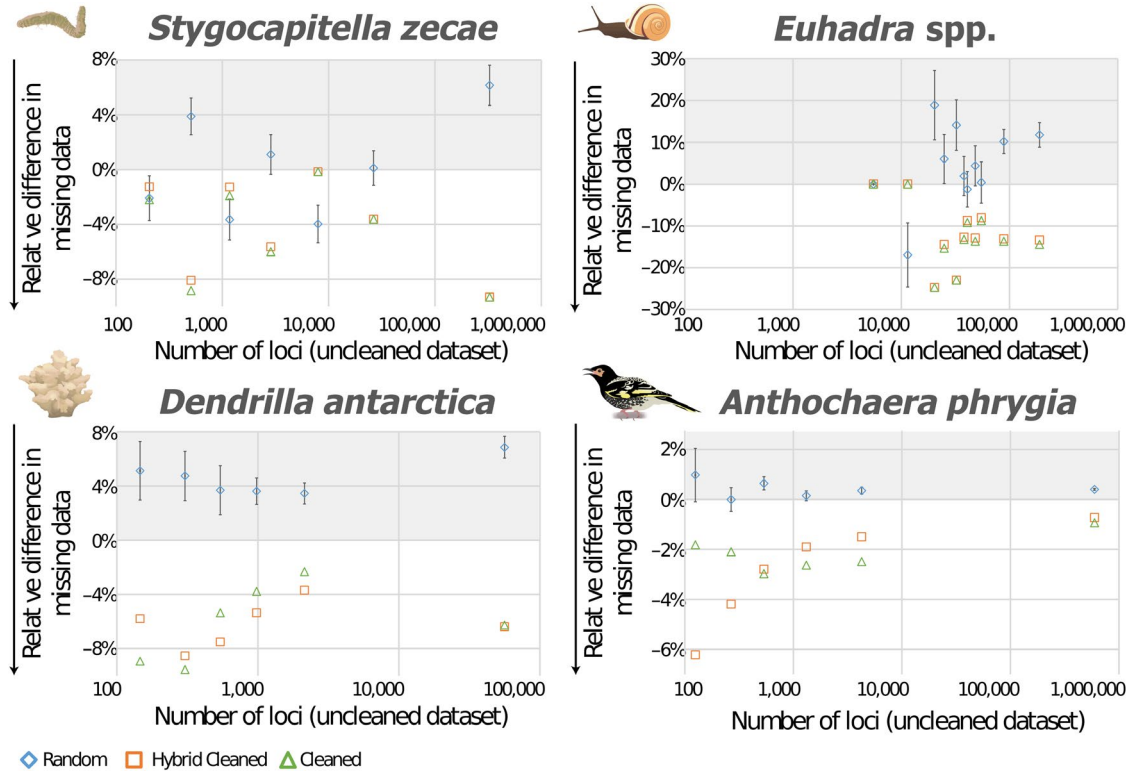 Stygocapitella zecae
Euhadra spp.
8%
4%
0%
−4%
−8%
Relat ve difference in
missing data
100
1,000
10,000
100,000
1,000,000
Number of loci (uncleaned dataset)
30%
20%
10%
0%
−10%
−20%
−30%
Relat ve difference in
missing data
100
1,000
10,000
100,000
1,000,000
Number of loci (uncleaned dataset)
Dendrilla antarctica
Anthochaera phrygia
8%
4%
0%
−4%
−8%
Relat ve difference in
missing data
100
1,000
10,000
100,000
Number of loci (uncleaned dataset)
2%
0%
−2%
−4%
−6%
Relat ve difference in
missing data
100
1,000
10,000
100,000
1,000,000
Number of loci (uncleaned dataset)
Random Hybrid Cleaned Cleaned